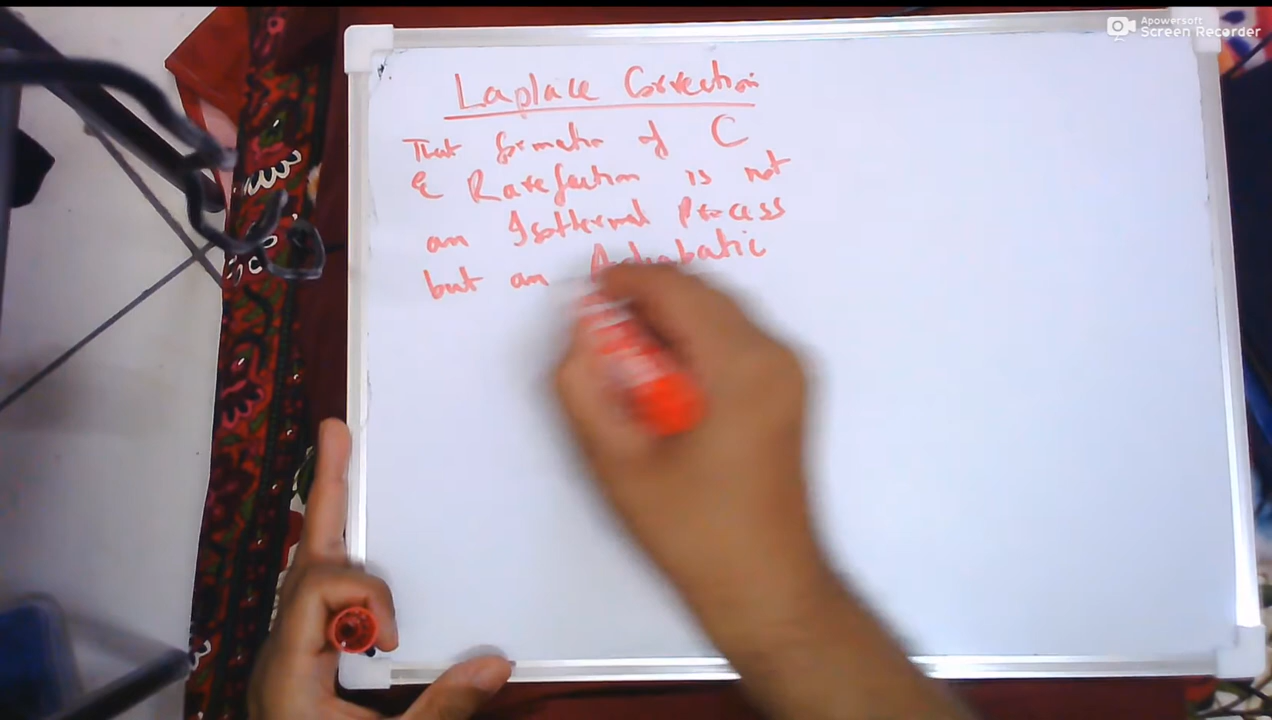 Apowersoft
Screen Recorder
Laplace Correction
That formation of C
& Rarefaction is not
an Isothermal Process
but an Adiabatic